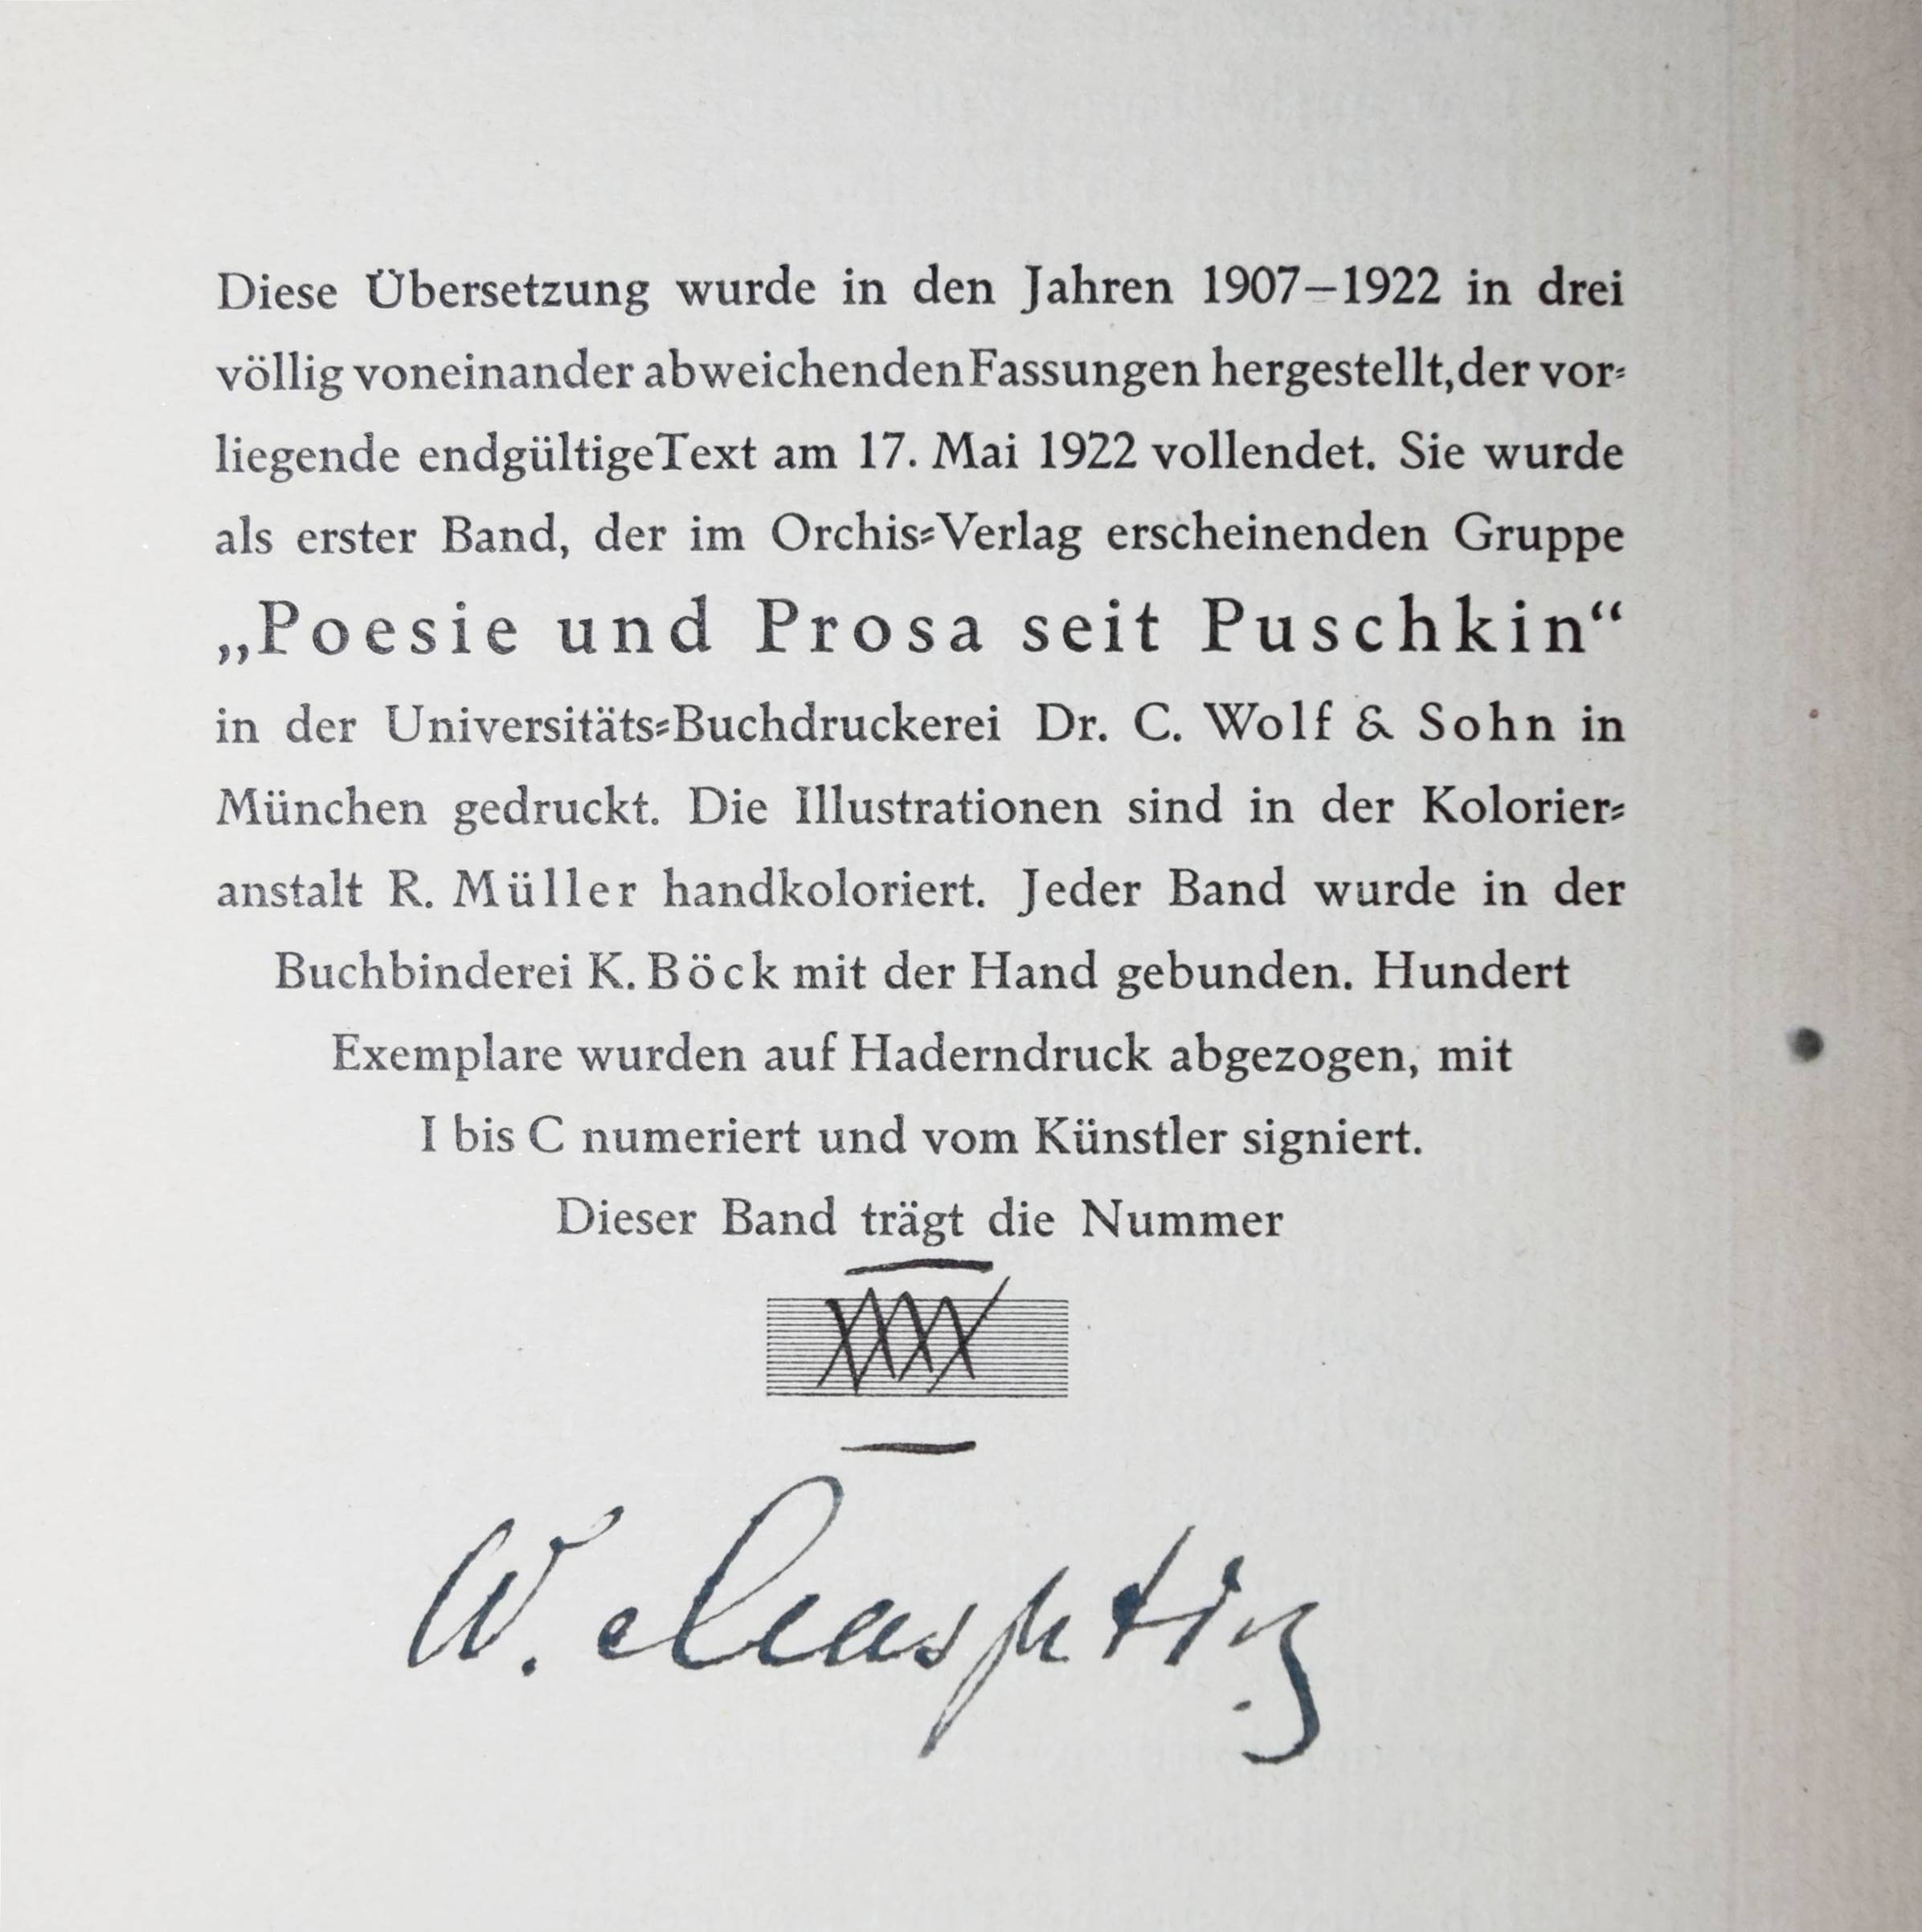 Diese Übersetzung wurde in den Jahren 1907–1922 in drei
völlig voneinander abweichenden Fassungen hergestellt, der vor-
liegende endgültige Text am 17. Mai 1922 vollendet. Sie wurde
als erster Band, der im Orchis-Verlag erscheinenden Gruppe
„Poesie und Prosa seit Puschkin“
in der Universitäts-Buchdruckerei Dr. C. Wolf & Sohn in
München gedruckt. Die Illustrationen sind in der Kolorier-
anstalt R. Müller handkoloriert. Jeder Band wurde in der
Buchbinderei K. Böck mit der Hand gebunden. Hundert
Exemplare wurden auf Haderndruck abgezogen, mit
I bis C numeriert und vom Künstler signiert.
Dieser Band trägt die Nummer
XXXX
W. Masjutin